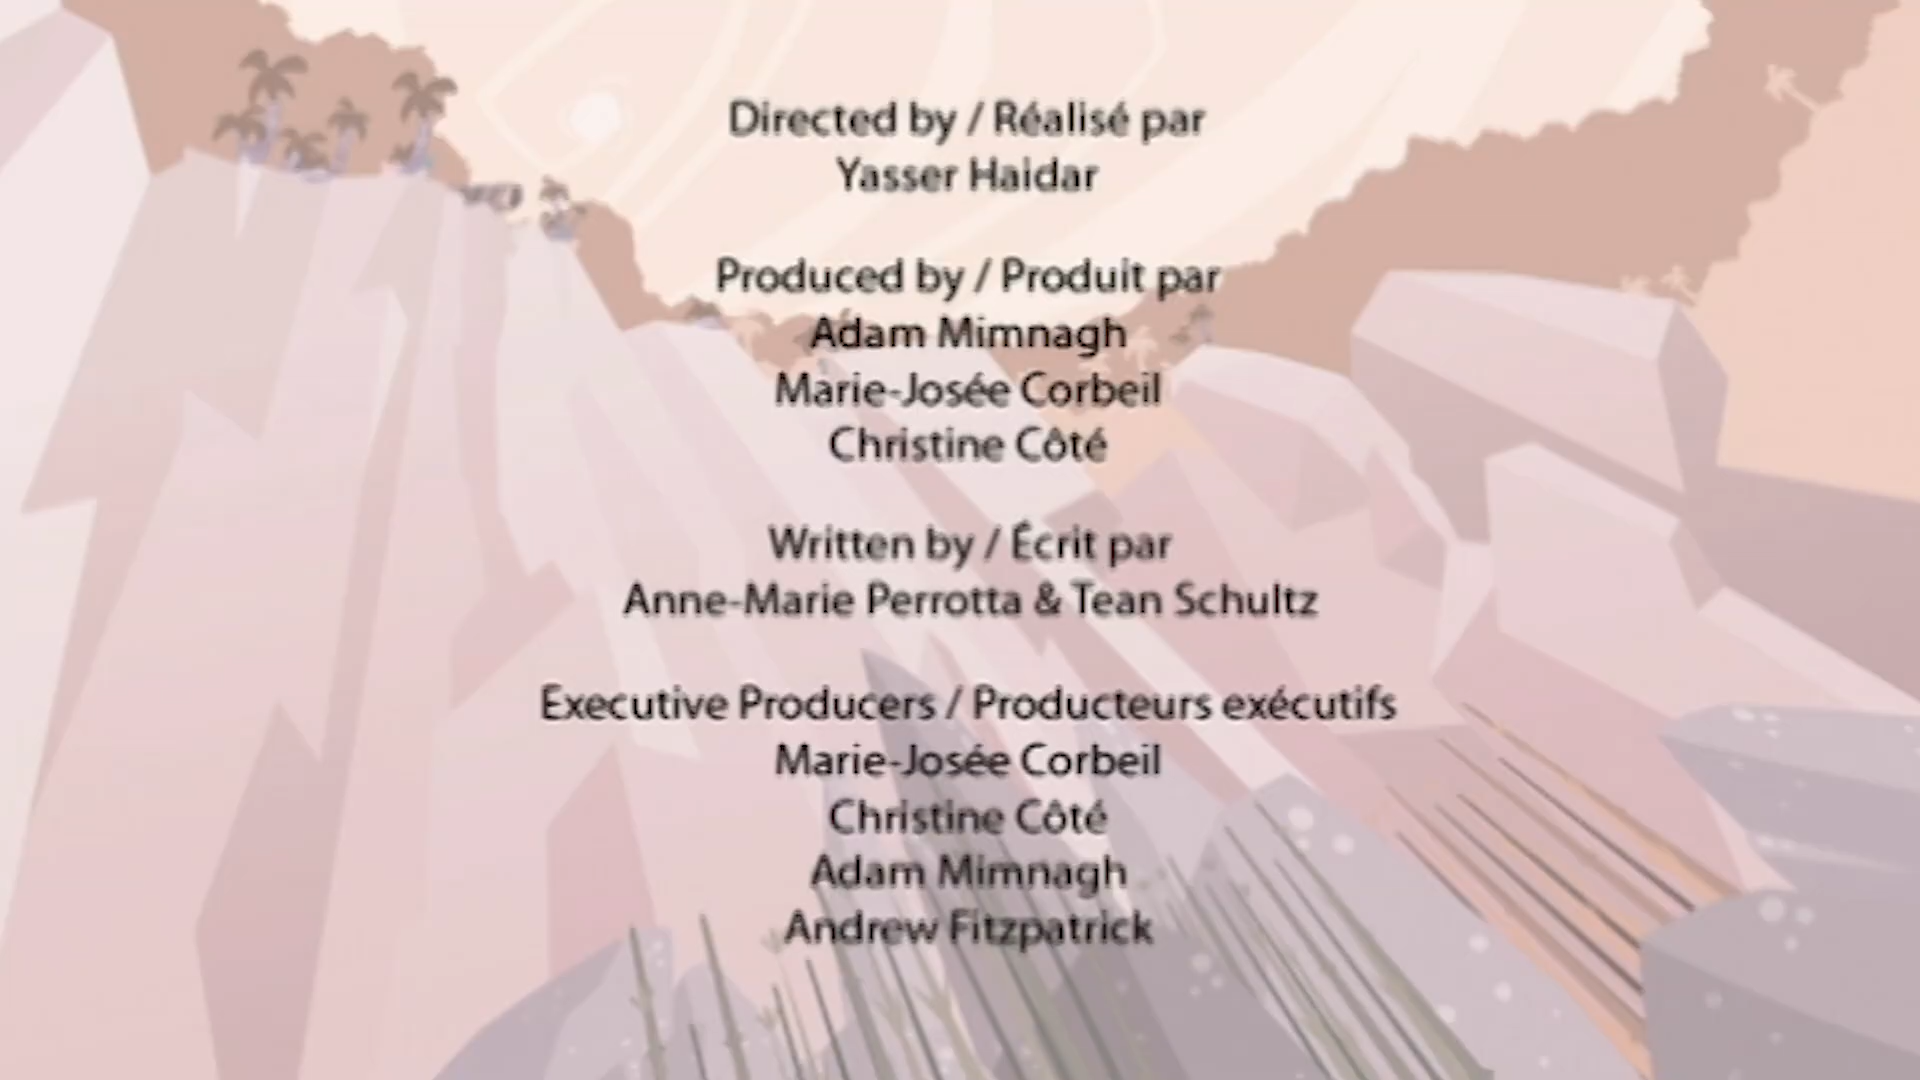 Directed by / Réalisé par
Yasser Haidar
Produced by / Produit par
Adam Mimnagh
Marie-Josée Corbeil
Christine Côté
Written by / Écrit par
Anne-Marie Perrotta & Tean Schultz
Executive Producers / Producteurs exécutifs
Marie-Josée Corbeil
Christine Côté
Adam Mimnagh
Andrew Fitzpatrick